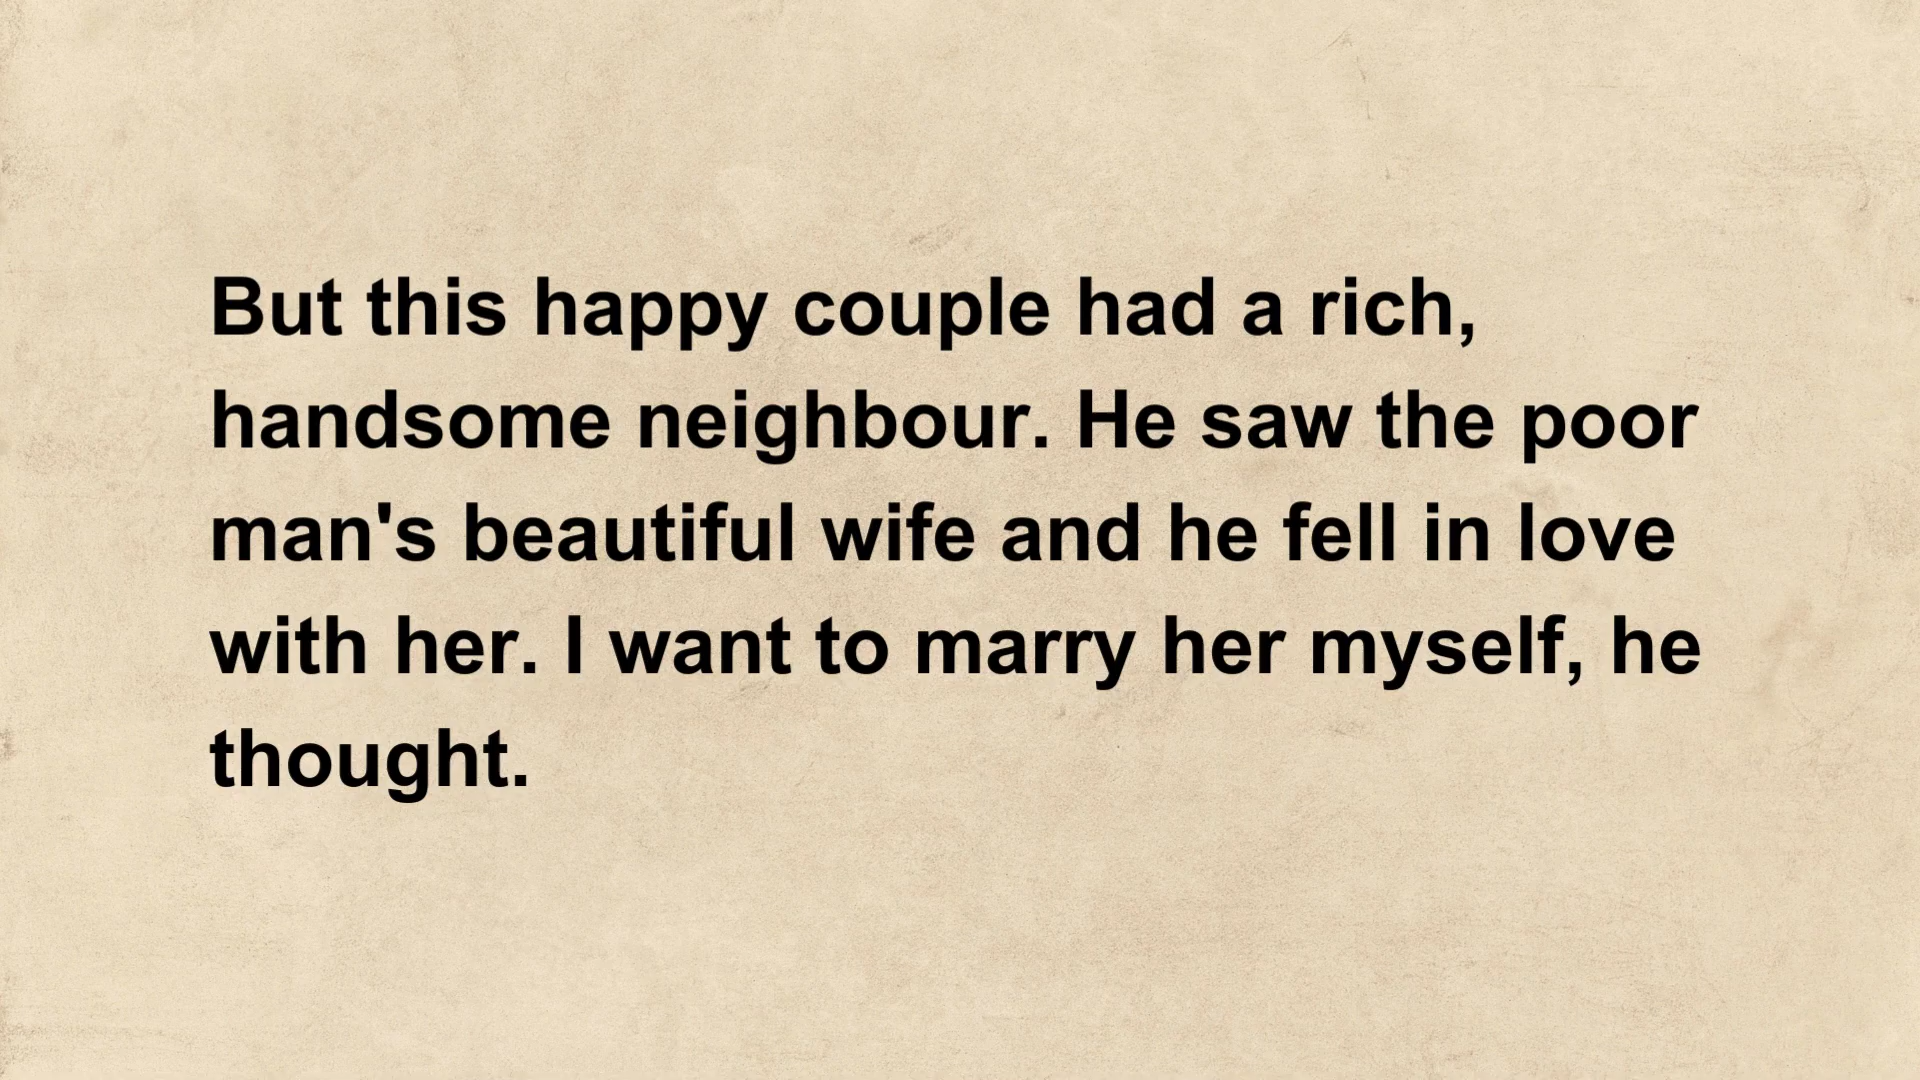 But this happy couple had a rich,
handsome neighbour. He saw the poor
man's beautiful wife and he fell in love
with her. I want to marry her myself, he
thought.